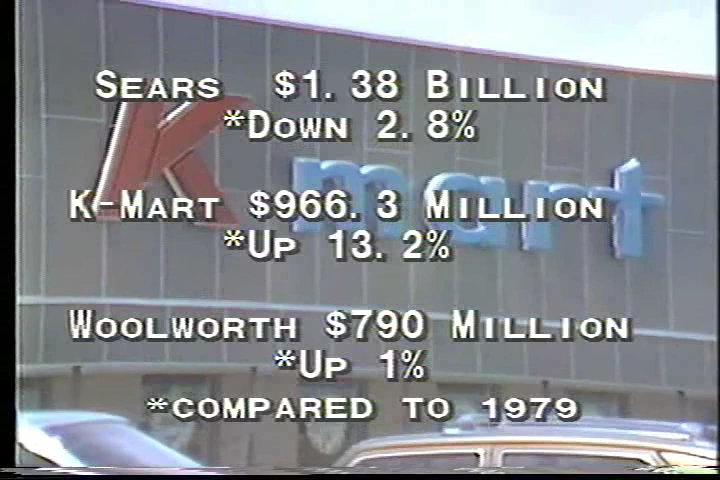 Sears $1.38 Billion
*Down 2.8%
K mart
K-Mart $966.3 Million
*Up 13.2%
Woolworth $790 Million
*Up 1%
*COMPARED TO 1979